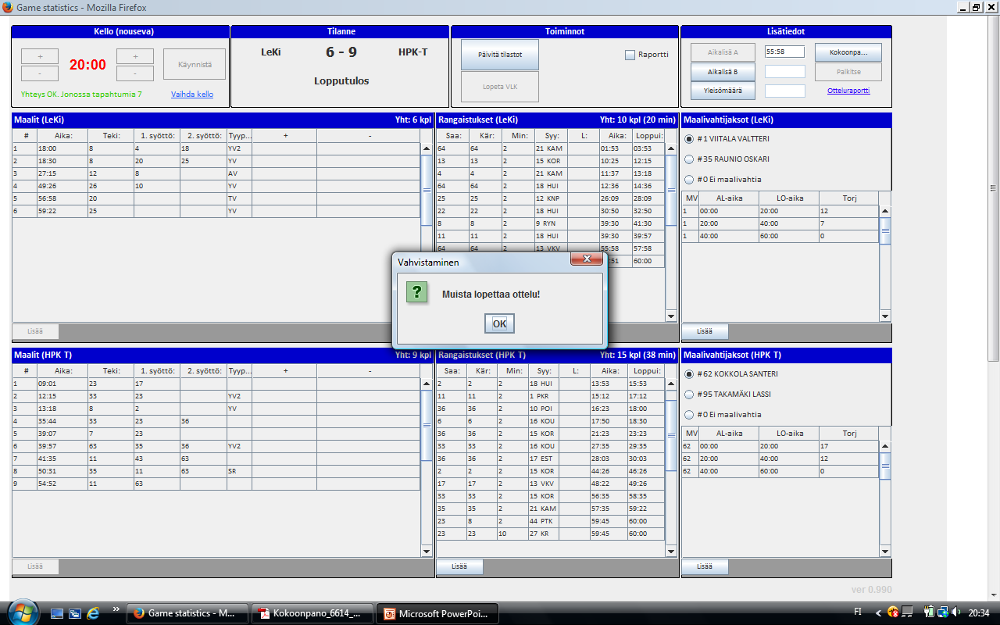 Game statistics - Mozilla Firefox
Kello (nouseva)
+ 20:00 + Käynnistä
- -
Yhteys OK. Jonossa tapahtumia 7 Vaihda kello
Tilanne
LeKi 6 - 9 HPK-T
Lopputulos
Toiminnot
Päivitä tilastot Raportti
Lopeta VLK
Lisätiedot
Aikalisä A 55:58 Kokoonpa...
Aikalisä B Palkitse
Yleisömäärä Otteluraportti
Maalit (LeKi) Yht: 6 kpl
# Aika: Teki: 1. syöttö: 2. syöttö: Tyyp... + -
1 18:00 8 4 18 YV2
2 18:30 8 20 25 YV
3 27:15 12 8 AV
4 49:26 26 10 YV
5 56:58 20 TV
6 59:22 25 YV
Lisää
Rangaistukset (LeKi) Yht: 10 kpl (20 min)
Saa: Kär: Min: Syy: L: Aika: Loppui:
64 64 2 21 KAM 01:53 03:53
13 13 2 15 KOR 10:25 12:15
4 4 2 21 KAM 11:37 13:18
64 64 2 18 HUI 12:36 14:36
25 25 2 12 KNP 26:09 28:09
22 22 2 18 HUI 30:50 32:50
8 8 2 9 RYN 39:30 41:30
11 11 2 18 HUI 39:30 39:57
64 64 2 13 VKV 55:58 57:58
:51 60:00
Maalivahtijaksot (LeKi)
# 1 VIITALA VALTTERI
# 35 RAUNIO OSKARI
# 0 Ei maalivahtia
MV AL-aika LO-aika Torj
1 00:00 20:00 12
1 20:00 40:00 7
1 40:00 60:00 0
Lisää
Vahvistaminen
? Muista lopettaa ottelu!
OK
Maalit (HPK T) Yht: 9 kpl
# Aika: Teki: 1. syöttö: 2. syöttö: Tyyp... + -
1 09:01 23 17
2 12:15 33 23 YV2
3 13:18 8 2 YV
4 35:44 33 23 36
5 39:07 7 23
6 39:57 63 35 36 YV2
7 41:35 11 43 63
8 50:31 35 11 63 SR
9 54:52 11 63
Lisää
Rangaistukset (HPK T) Yht: 15 kpl (38 min)
Saa: Kär: Min: Syy: L: Aika: Loppui:
2 2 2 18 HUI 13:53 15:53
11 11 2 1 PKR 15:12 17:12
36 36 2 10 POI 16:23 18:00
6 6 2 16 KOU 17:50 18:30
36 36 2 15 KOR 21:23 23:23
33 33 2 16 KOU 27:35 29:35
36 36 2 17 EST 28:03 30:03
2 2 2 15 KOR 44:26 46:26
17 17 2 13 VKV 48:22 49:26
33 33 2 15 KOR 56:35 58:35
35 35 2 21 KAM 57:35 59:22
23 8 2 44 PTK 59:45 60:00
23 23 10 27 KR 59:45 60:00
Lisää
Maalivahtijaksot (HPK T)
# 62 KOKKOLA SANTERI
# 95 TAKAMÄKI LASSI
# 0 Ei maalivahtia
MV AL-aika LO-aika Torj
62 00:00 20:00 17
62 20:00 40:00 12
62 40:00 60:00 0
Lisää
ver 0.990
Game statistics - M... Kokoonpano_6614_... Microsoft PowerPoi... FI 20:34